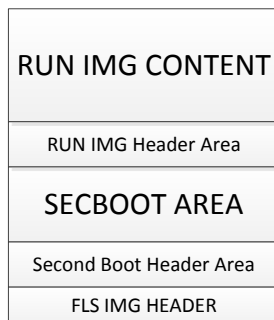 RUN IMG CONTENT
RUN IMG Header Area
SECBOOT AREA
Second Boot Header Area
FLS IMG HEADER